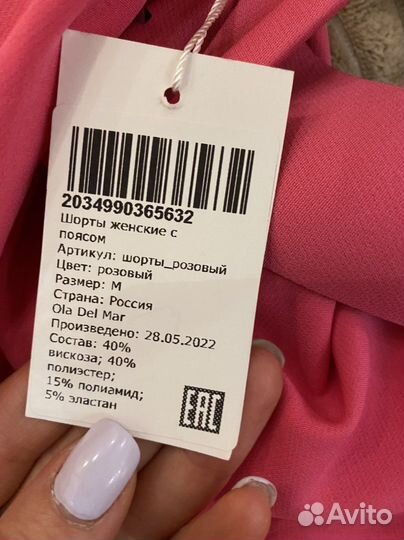 2034990365632
Шорты женские с
поясом
Артикул: шорты_розовый
Цвет: розовый
Размер: M
Страна: Россия
Ola Del Mar
Произведено: 28.05.2022
Состав: 40%
вискоза; 40%
полиэстер;
15% полиамид;
5% эластан
EAC
Avito